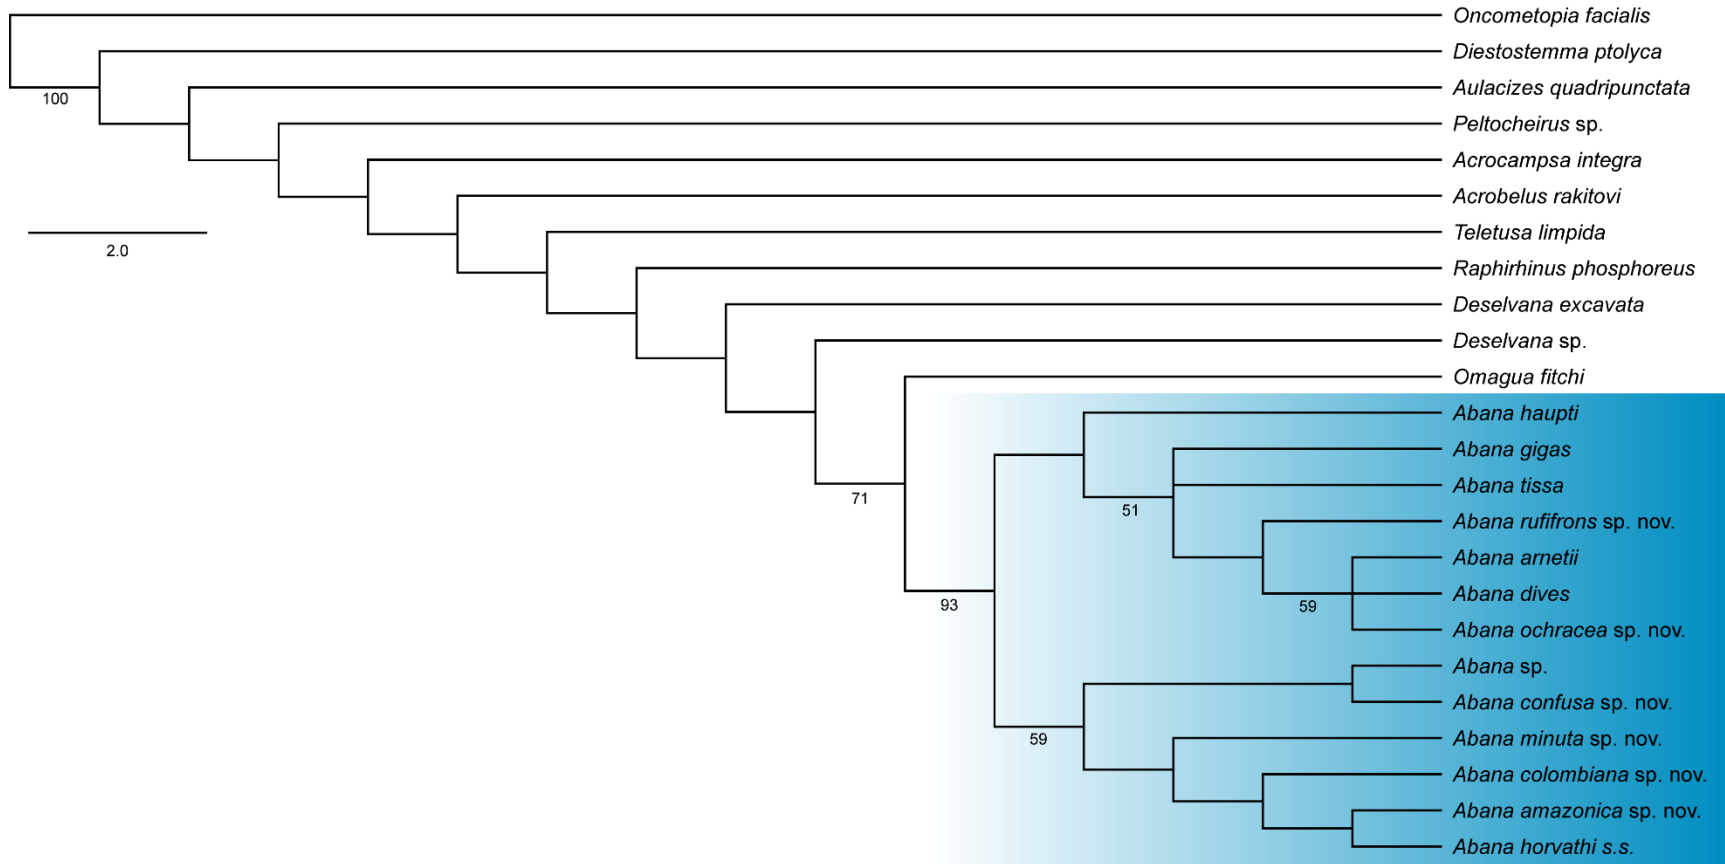 Oncometopia facialis
Diestostemma ptolyca
100
Aulacizes quadripunctata
Peltocheirus sp.
Acrocampsa integra
Acrobelus rakitovi
Teletusa limpida
2.0
Raphirhinus phosphoreus
Deselvana excavata
Deselvana sp.
Omagua fitchi
Abana haupti
Abana gigas
Abana tissa
71
51
Abana rufifrons sp. nov.
Abana arnetii
Abana dives
93
59
Abana ochracea sp. nov.
Abana sp.
Abana confusa sp. nov.
59
Abana minuta sp. nov.
Abana colombiana sp. nov.
Abana amazonica sp. nov.
Abana horvathi s.s.